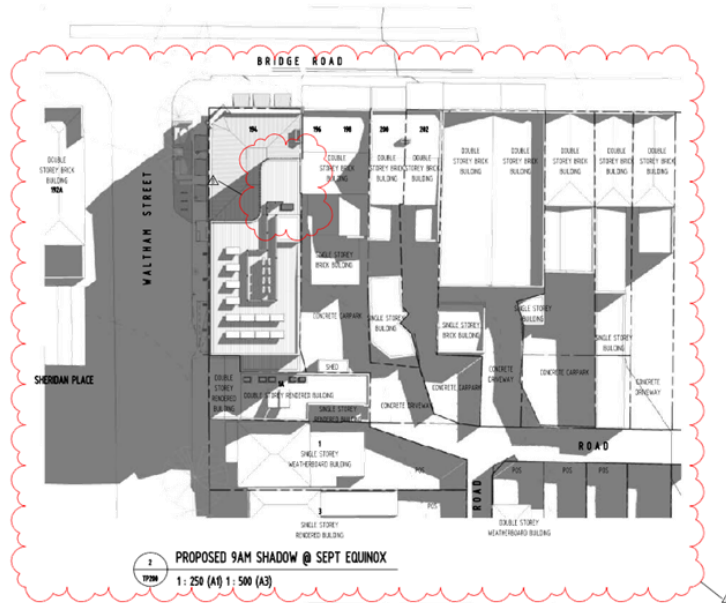 BRIDGE ROAD
194
196
198
200
202
DOUBLE
STOREY BRICK
BUILDING
192A
DOUBLE
STOREY BRICK
BUILDING
DOUBLE
STOREY BRICK
BUILDING
DOUBLE
STOREY BRICK
BUILDING
DOUBLE
STOREY BRICK
BUILDING
DOUBLE
STOREY BRICK
BUILDING
DOUBLE
STOREY BRICK
BUILDING
DOUBLE
STOREY BRICK
BUILDING
DOUBLE
STOREY BRICK
BUILDING
WALTHAM STREET
SINGLE STOREY
BRICK BUILDING
CONCRETE CARPARK
SINGLE STOREY
BUILDING
SINGLE STOREY
BRICK BUILDING
SINGLE STOREY
BUILDING
SINGLE STOREY
BUILDING
SHED
SHERIDAN PLACE
DOUBLE
STOREY
RENDERED
BUILDING
DOUBLE STOREY RENDERED BUILDING
SINGLE STOREY
RENDERED BUILDING
CONCRETE DRIVEWAY
CONCRETE CARPARK
CONCRETE
DRIVEWAY
CONCRETE CARPARK
CONCRETE
DRIVEWAY
1
SINGLE STOREY
WEATHERBOARD BUILDING
ROAD
POS
POS
POS
POS
ROAD
POS
3
SINGLE STOREY
RENDERED BUILDING
DOUBLE STOREY
WEATHERBOARD BUILDING
2
TP290
PROPOSED 9AM SHADOW @ SEPT EQUINOX
1 : 250 (A1) 1 : 500 (A3)